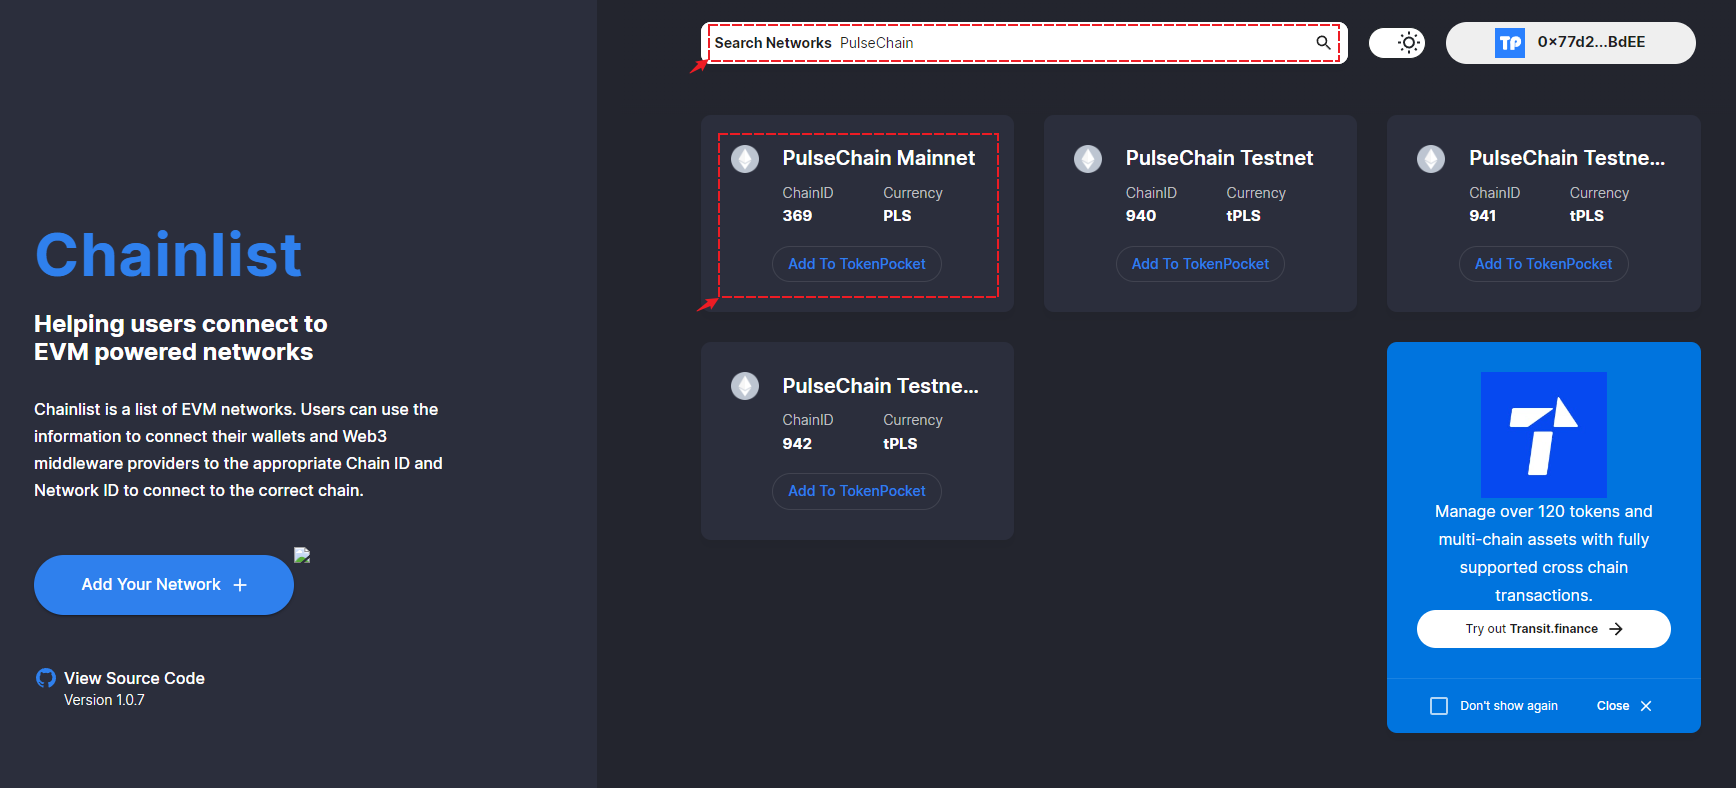 Search Networks PulseChain
TP 0×77d2...BdEE
Chainlist
Helping users connect to
EVM powered networks
Chainlist is a list of EVM networks. Users can use the
information to connect their wallets and Web3
middleware providers to the appropriate Chain ID and
Network ID to connect to the correct chain.
Add Your Network +
View Source Code
Version 1.0.7
PulseChain Mainnet
ChainID Currency
369 PLS
Add To TokenPocket
PulseChain Testnet
ChainID Currency
940 tPLS
Add To TokenPocket
PulseChain Testne...
ChainID Currency
941 tPLS
Add To TokenPocket
PulseChain Testne...
ChainID Currency
942 tPLS
Add To TokenPocket
Manage over 120 tokens and
multi-chain assets with fully
supported cross chain
transactions.
Try out Transit.finance
Don't show again Close